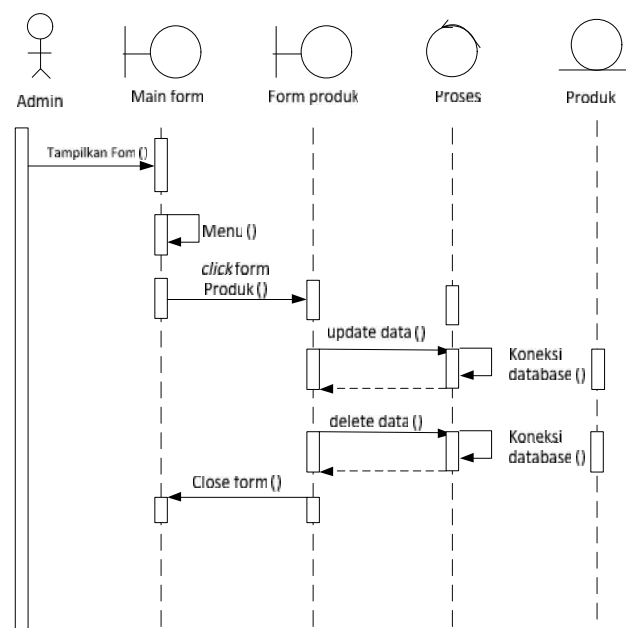 Admin
Main form
Form produk
Proses
Produk
Tampilkan Fom ()
Menu ()
click form
Produk ()
update data ()
Koneksi
database ()
delete data ()
Koneksi
database ()
Close form ()